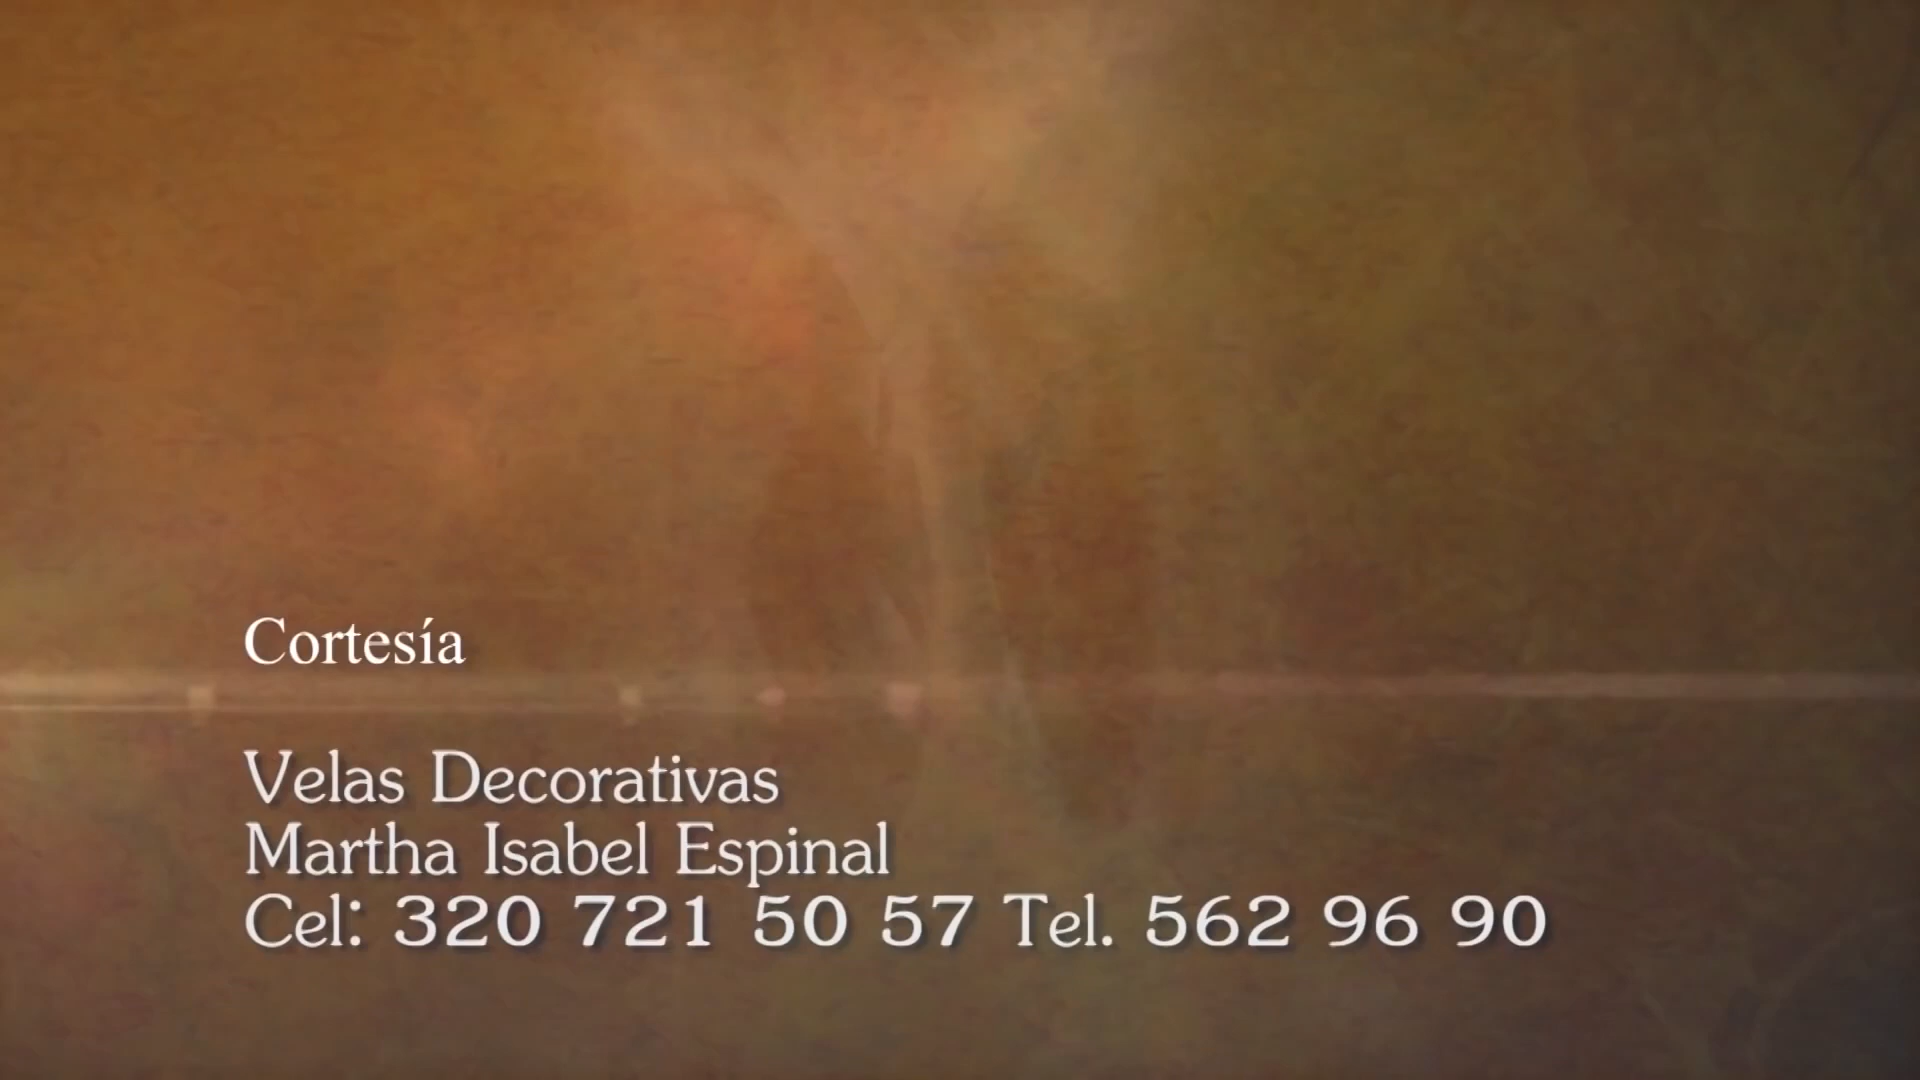 Cortesía
Velas Decorativas
Martha Isabel Espinal
Cel: 320 721 50 57 Tel. 562 96 90